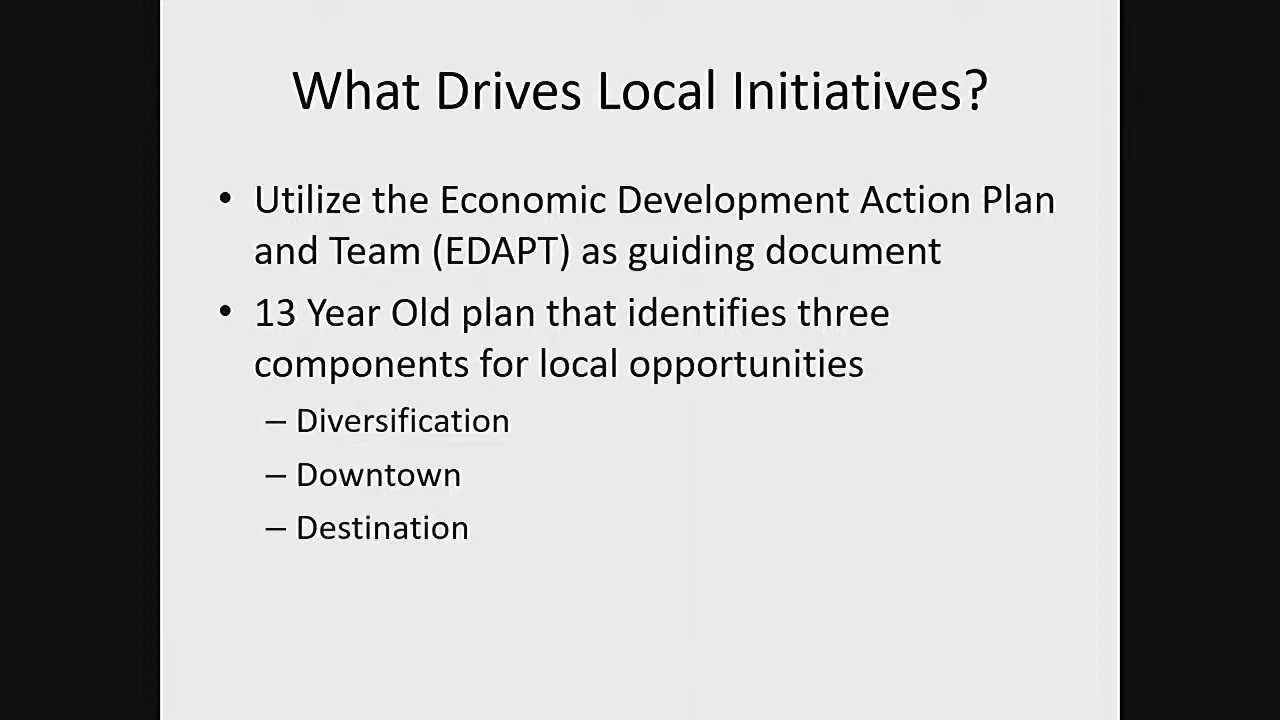 What Drives Local Initiatives?
• Utilize the Economic Development Action Plan
and Team (EDAPT) as guiding document
• 13 Year Old plan that identifies three
components for local opportunities
– Diversification
– Downtown
– Destination